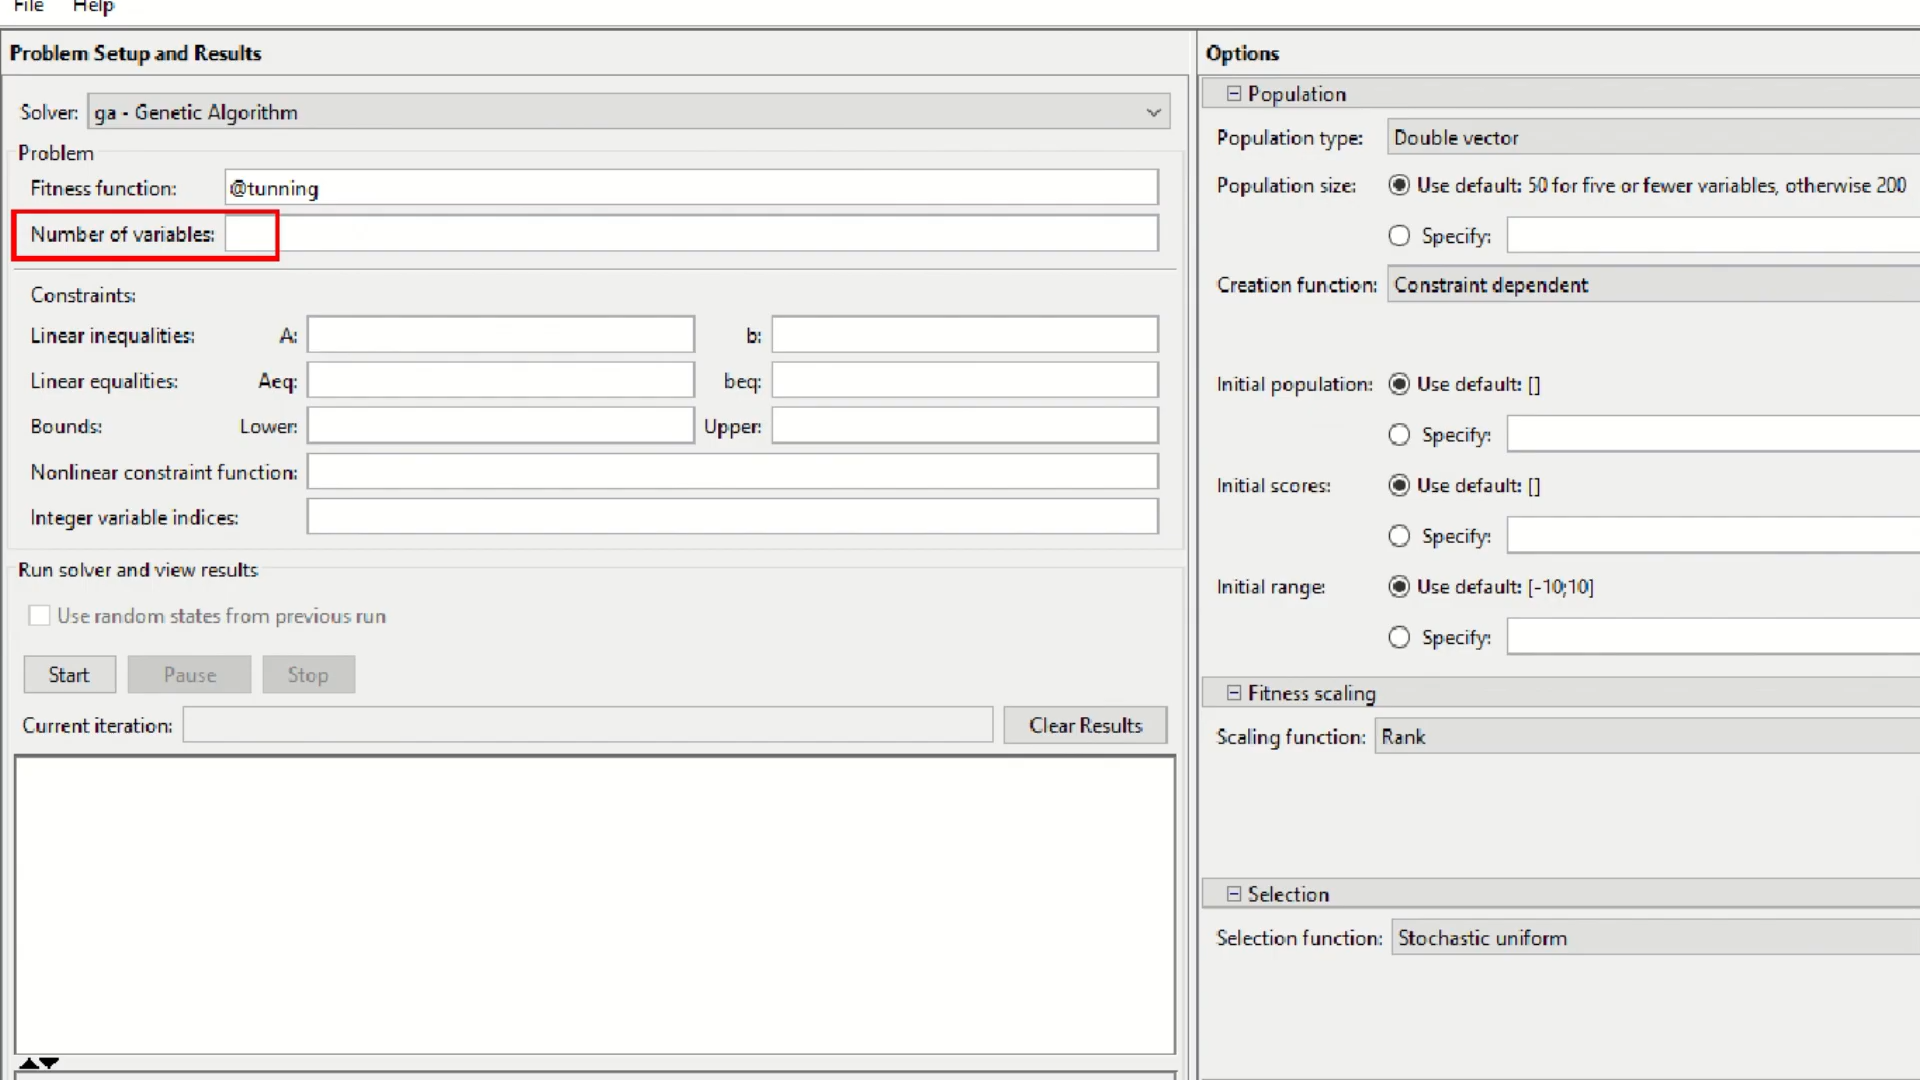 File Help
Problem Setup and Results
Solver: ga - Genetic Algorithm
Problem
Fitness function: @tunning
Number of variables:
Constraints:
Linear inequalities: A: b:
Linear equalities: Aeq: beq:
Bounds: Lower: Upper:
Nonlinear constraint function:
Integer variable indices:
Run solver and view results
Use random states from previous run
Start Pause Stop
Current iteration: Clear Results
Options
Population
Population type: Double vector
Population size: Use default: 50 for five or fewer variables, otherwise 200
Specify:
Creation function: Constraint dependent
Initial population: Use default: []
Specify:
Initial scores: Use default: []
Specify:
Initial range: Use default: [-10;10]
Specify:
Fitness scaling
Scaling function: Rank
Selection
Selection function: Stochastic uniform